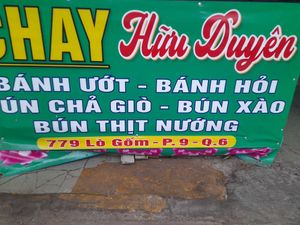 CHAY Hữu Duyên
BÁNH ƯỚT - BÁNH HỎI
ÚN CHẢ GIÒ - BÚN XÀO
BÚN THỊT NƯỚNG
779 Lò Gốm - P.9 - Q.6